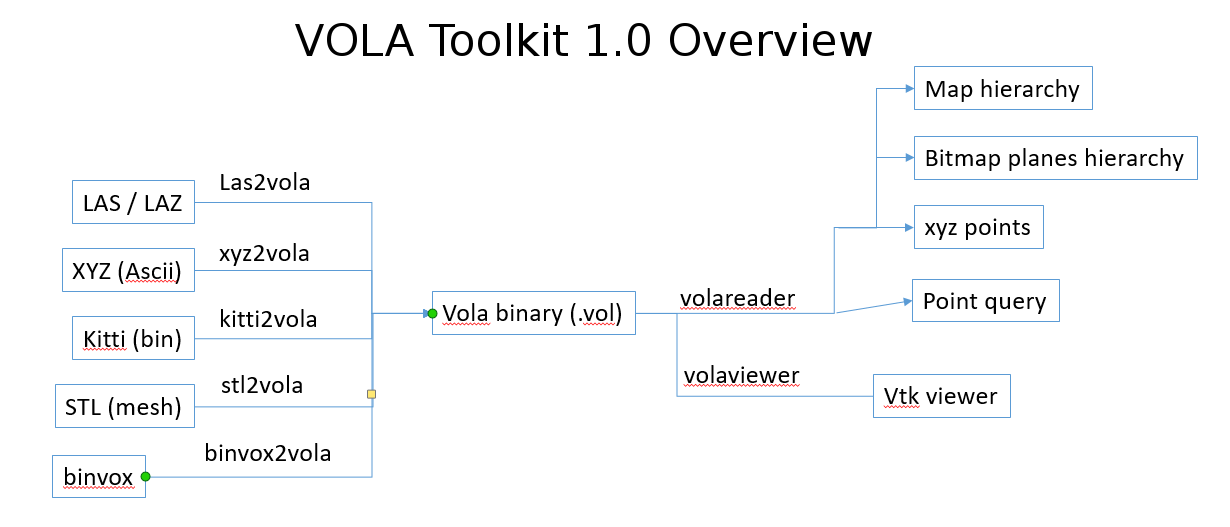 VOLA Toolkit 1.0 Overview
Map hierarchy
Bitmap planes hierarchy
Las2vola
LAS / LAZ
xyz points
xyz2vola
XYZ (Ascii)
volareader
Point query
kitti2vola
Vola binary (.vol)
Kitti (bin)
stl2vola
volaviewer
STL (mesh)
Vtk viewer
binvox2vola
binvox